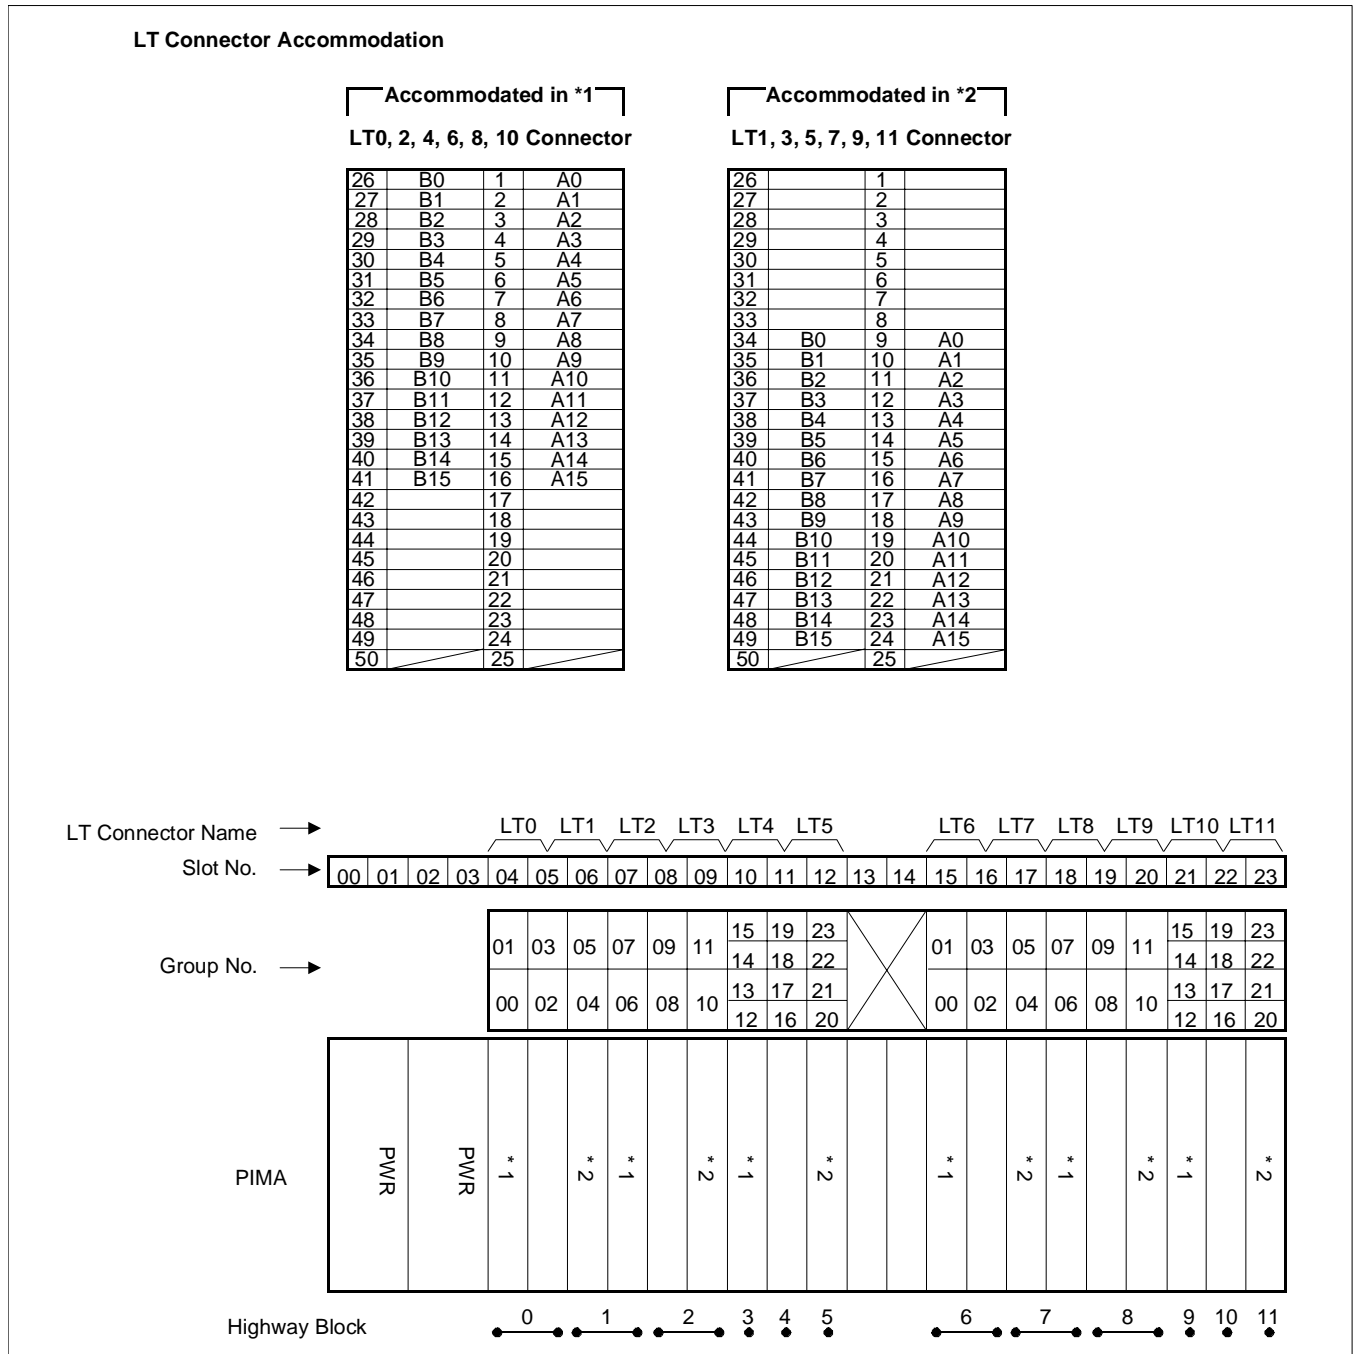 LT Connector Accommodation
Accommodated in *1 Accommodated in *2
LT0, 2, 4, 6, 8, 10 Connector LT1, 3, 5, 7, 9, 11 Connector
26 B0 1 A0 26 1
27 B1 2 A1 27 2
28 B2 3 A2 28 3
29 B3 4 A3 29 4
30 B4 5 A4 30 5
31 B5 6 A5 31 6
32 B6 7 A6 32 7
33 B7 8 A7 33 8
34 B8 9 A8 34 B0 9 A0
35 B9 10 A9 35 B1 10 A1
36 B10 11 A10 36 B2 11 A2
37 B11 12 A11 37 B3 12 A3
38 B12 13 A12 38 B4 13 A4
39 B13 14 A13 39 B5 14 A5
40 B14 15 A14 40 B6 15 A6
41 B15 16 A15 41 B7 16 A7
42 17 42 B8 17 A8
43 18 43 B9 18 A9
44 19 44 B10 19 A10
45 20 45 B11 20 A11
46 21 46 B12 21 A12
47 22 47 B13 22 A13
48 23 48 B14 23 A14
49 24 49 B15 24 A15
50 25 50 25
LT Connector Name LT0 LT1 LT2 LT3 LT4 LT5 LT6 LT7 LT8 LT9 LT10 LT11
Slot No. 00 01 02 03 04 05 06 07 08 09 10 11 12 13 14 15 16 17 18 19 20 21 22 23
Group No.
01 03 05 07 09 11 15 19 23 01 03 05 07 09 11 15 19 23
14 18 22 14 18 22
00 02 04 06 08 10 13 17 21 00 02 04 06 08 10 13 17 21
12 16 20 12 16 20
PIMA PWR PWR *1 *2 *1 *2 *1 *2 *1 *2 *1 *2 *1 *2
Highway Block 0 1 2 3 4 5 6 7 8 9 10 11